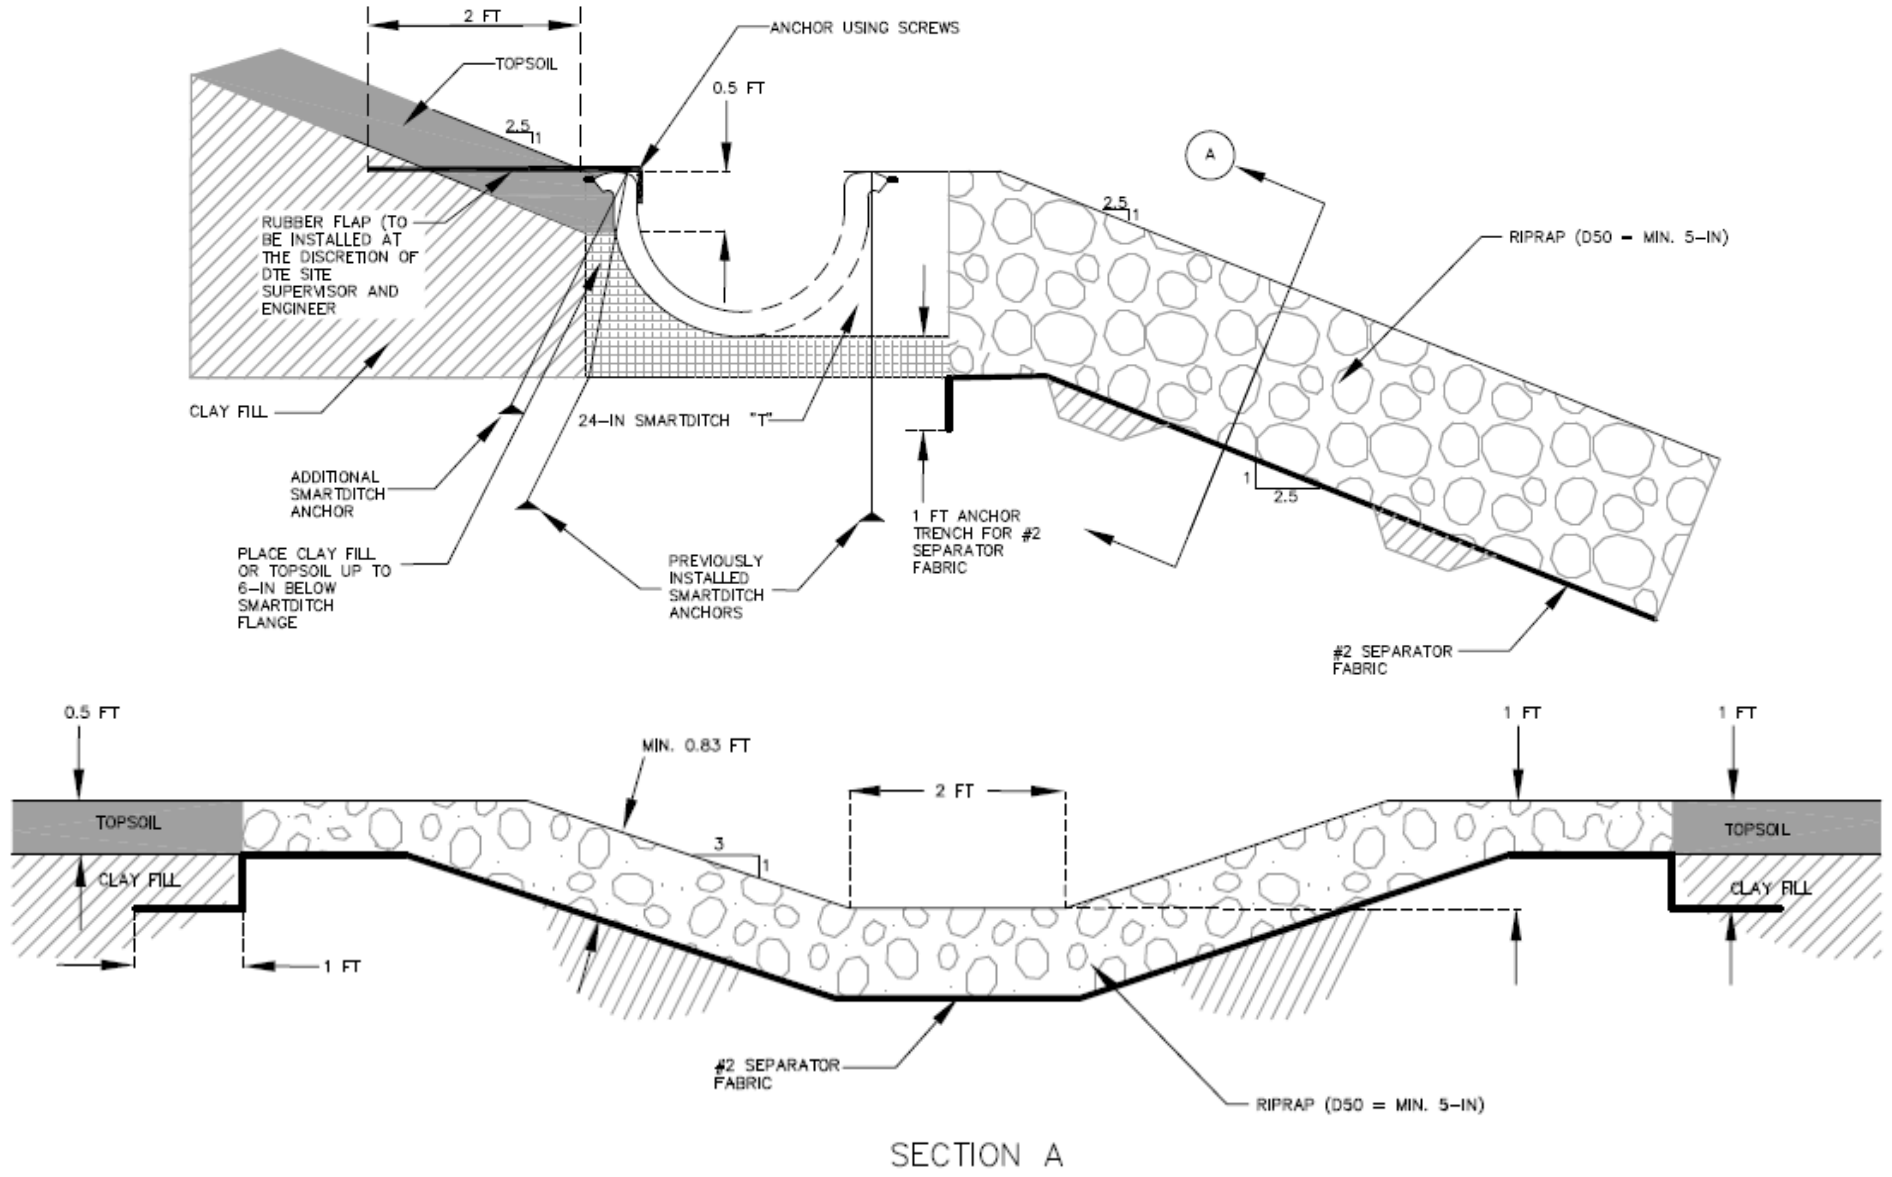 2 FT
ANCHOR USING SCREWS
TOPSOIL
0.5 FT
2.5
1
A
2.5
1
RUBBER FLAP (TO
BE INSTALLED AT
THE DISCRETION OF
DTE SITE
SUPERVISOR AND
ENGINEER
RIPRAP (D50 = MIN. 5-IN)
CLAY FILL
24-IN SMARTDITCH "T"
1
2.5
ADDITIONAL
SMARTDITCH
ANCHOR
1 FT ANCHOR
TRENCH FOR #2
SEPARATOR
FABRIC
PLACE CLAY FILL
OR TOPSOIL UP TO
6-IN BELOW
SMARTDITCH
FLANGE
PREVIOUSLY
INSTALLED
SMARTDITCH
ANCHORS
#2 SEPARATOR
FABRIC
0.5 FT
MIN. 0.83 FT
2 FT
1 FT
1 FT
TOPSOIL
3
1
TOPSOIL
CLAY FILL
CLAY FILL
1 FT
#2 SEPARATOR
FABRIC
RIPRAP (D50 = MIN. 5-IN)
SECTION A